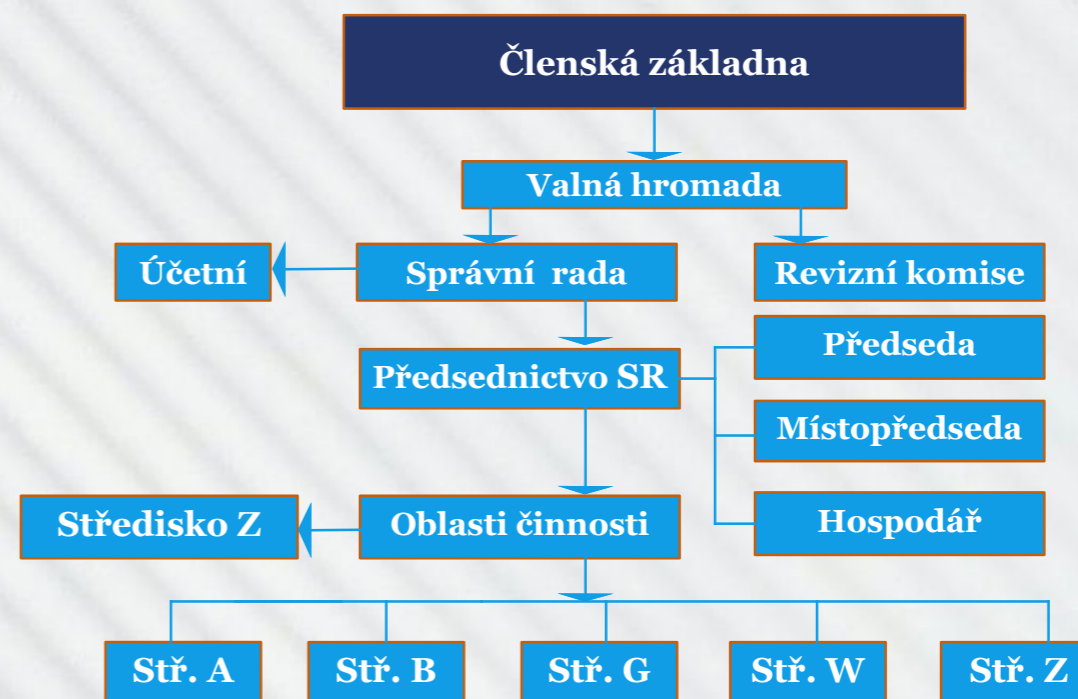 Členská základna
Valná hromada
Účetní
Správní rada
Revizní komise
Předseda
Předsednictvo SR
Místopředseda
Středisko Z
Oblasti činnosti
Hospodář
Stř. A
Stř. B
Stř. G
Stř. W
Stř. Z